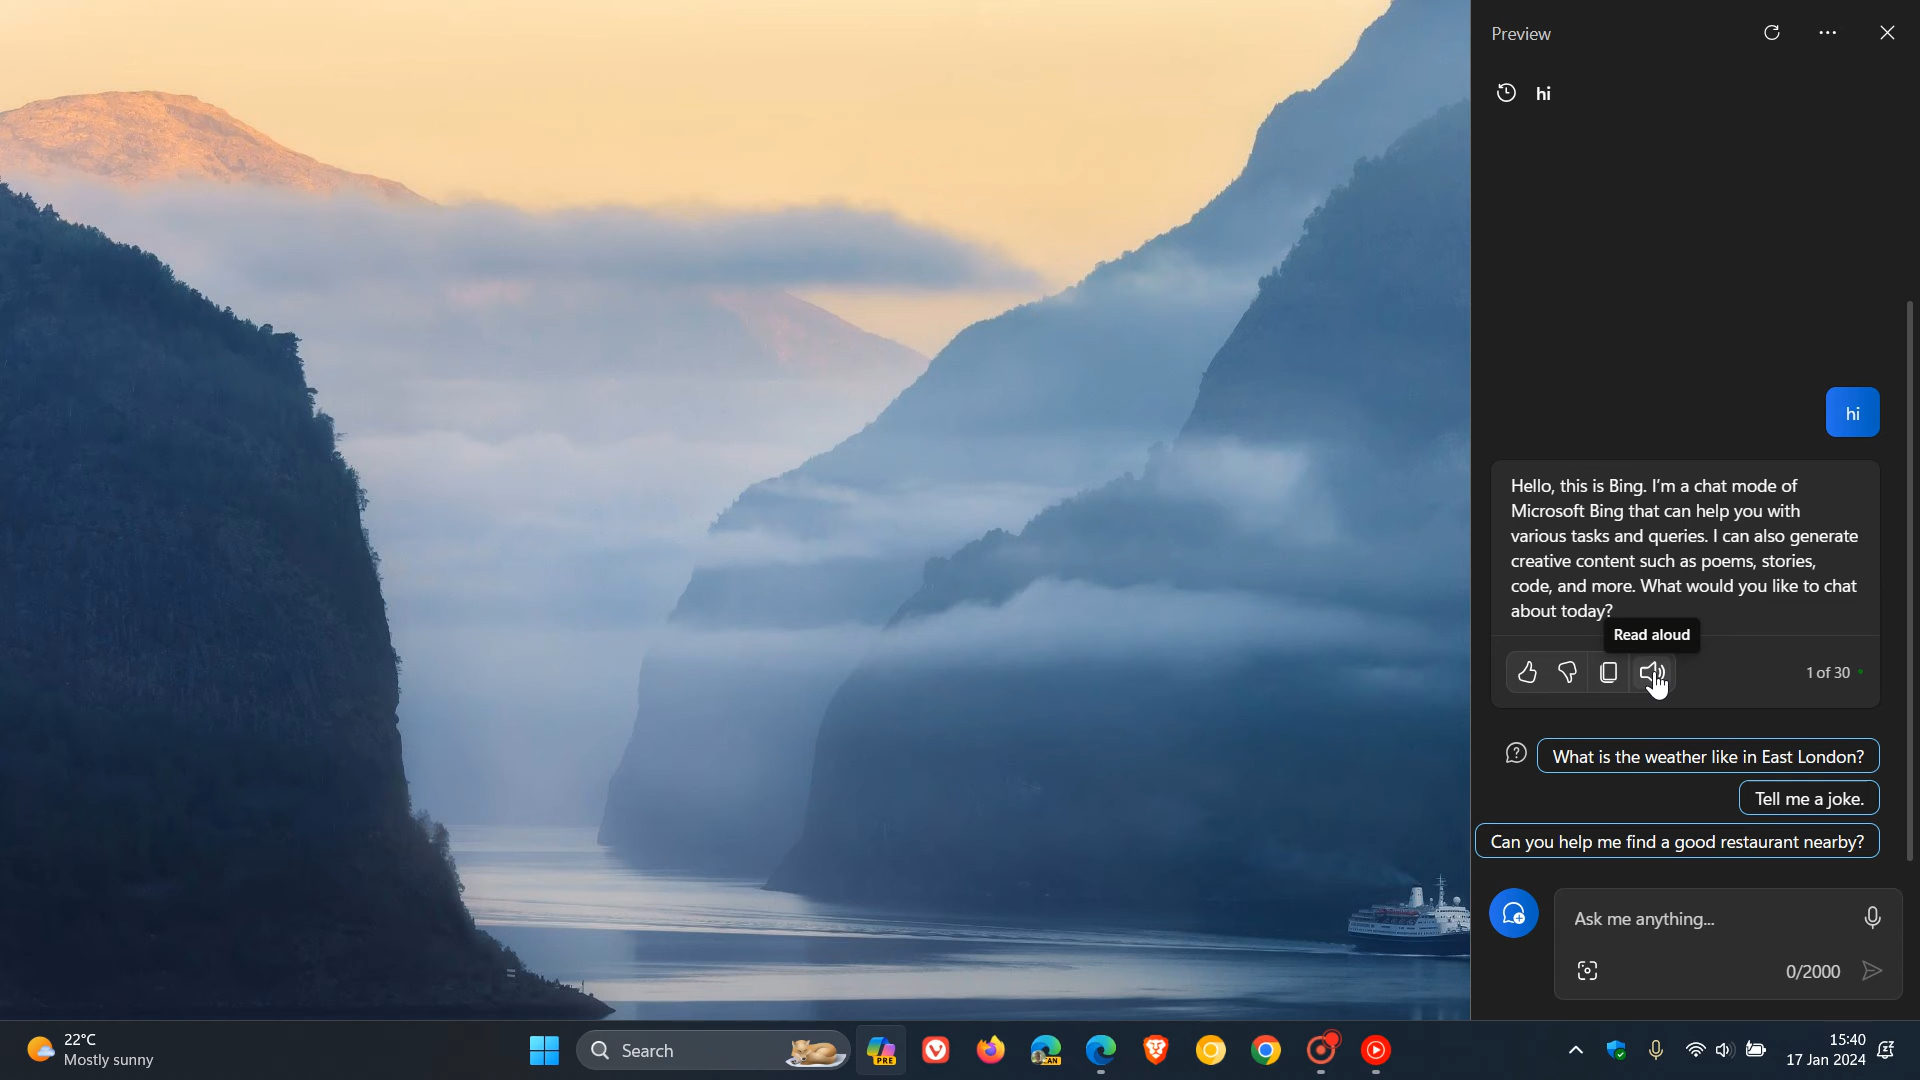 Preview
hi
hi
Hello, this is Bing. I'm a chat mode of
Microsoft Bing that can help you with
various tasks and queries. I can also generate
creative content such as poems, stories,
code, and more. What would you like to chat
about today?
Read aloud
1 of 30
What is the weather like in East London?
Tell me a joke.
Can you help me find a good restaurant nearby?
Ask me anything...
0/2000
22°C
Mostly sunny
Search
PRE
CAN
15:40
17 Jan 2024